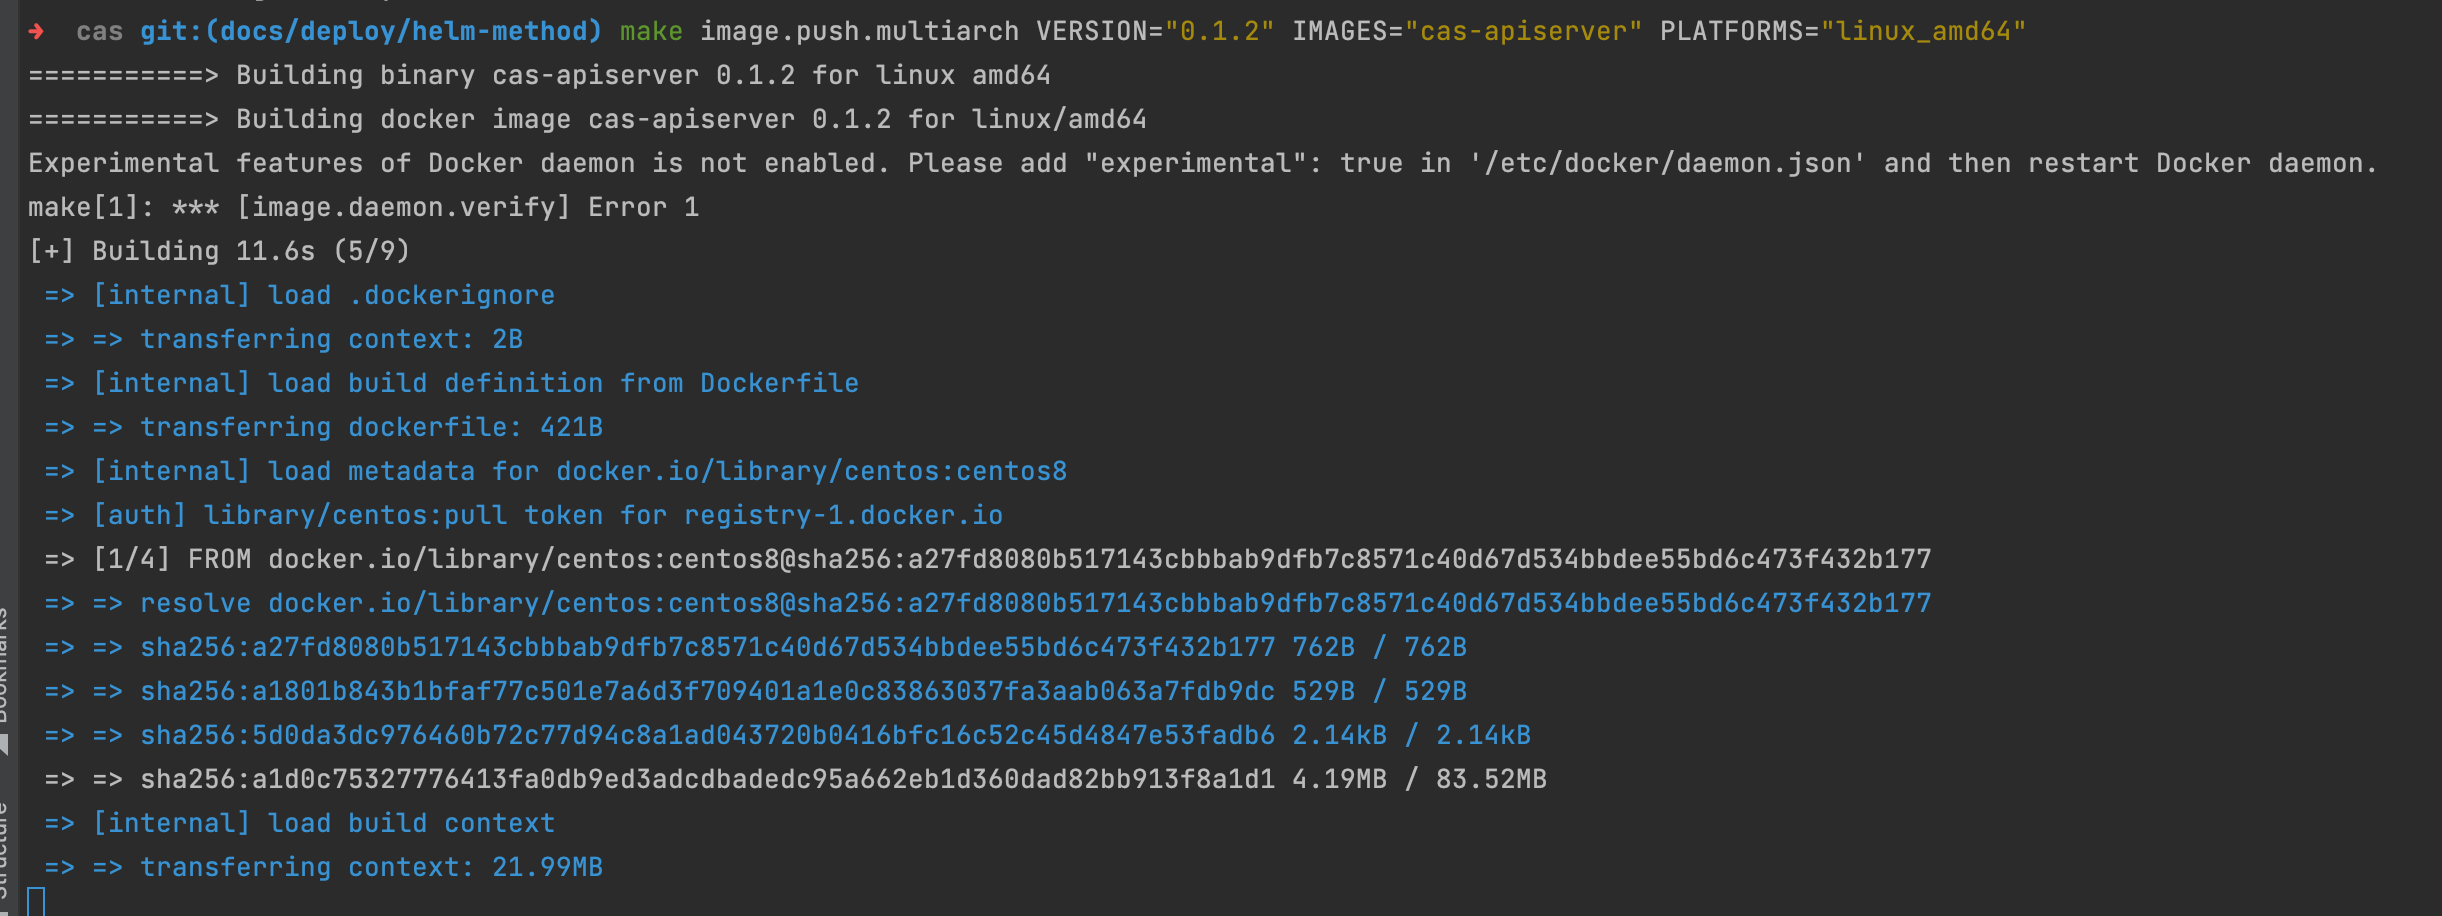 ➜  cas git:(docs/deploy/helm-method) make image.push.multiarch VERSION="0.1.2" IMAGES="cas-apiserver" PLATFORMS="linux_amd64"
===========> Building binary cas-apiserver 0.1.2 for linux amd64
===========> Building docker image cas-apiserver 0.1.2 for linux/amd64
Experimental features of Docker daemon is not enabled. Please add "experimental": true in '/etc/docker/daemon.json' and then restart Docker daemon.
make[1]: *** [image.daemon.verify] Error 1
[+] Building 11.6s (5/9)
 => [internal] load .dockerignore
 => => transferring context: 2B
 => [internal] load build definition from Dockerfile
 => => transferring dockerfile: 421B
 => [internal] load metadata for docker.io/library/centos:centos8
 => [auth] library/centos:pull token for registry-1.docker.io
 => [1/4] FROM docker.io/library/centos:centos8@sha256:a27fd8080b517143cbbbab9dfb7c8571c40d67d534bbdee55bd6c473f432b177
 => => resolve docker.io/library/centos:centos8@sha256:a27fd8080b517143cbbbab9dfb7c8571c40d67d534bbdee55bd6c473f432b177
 => => sha256:a27fd8080b517143cbbbab9dfb7c8571c40d67d534bbdee55bd6c473f432b177 762B / 762B
 => => sha256:a1801b843b1bfaf77c501e7a6d3f709401a1e0c83863037fa3aab063a7fdb9dc 529B / 529B
 => => sha256:5d0da3dc976460b72c77d94c8a1ad043720b0416bfc16c52c45d4847e53fadb6 2.14kB / 2.14kB
 => => sha256:a1d0c75327776413fa0db9ed3adcdbadedc95a662eb1d360dad82bb913f8a1d1 4.19MB / 83.52MB
 => [internal] load build context
 => => transferring context: 21.99MB
Bookmarks
Structure